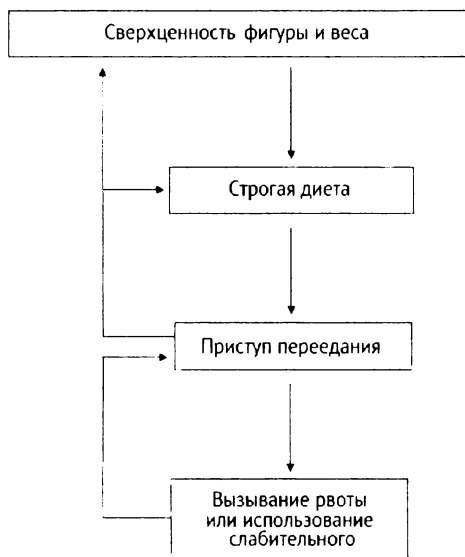 Сверхценность фигуры и веса
Строгая диета
Приступ переедания
Вызывание рвоты
или использование
слабительного